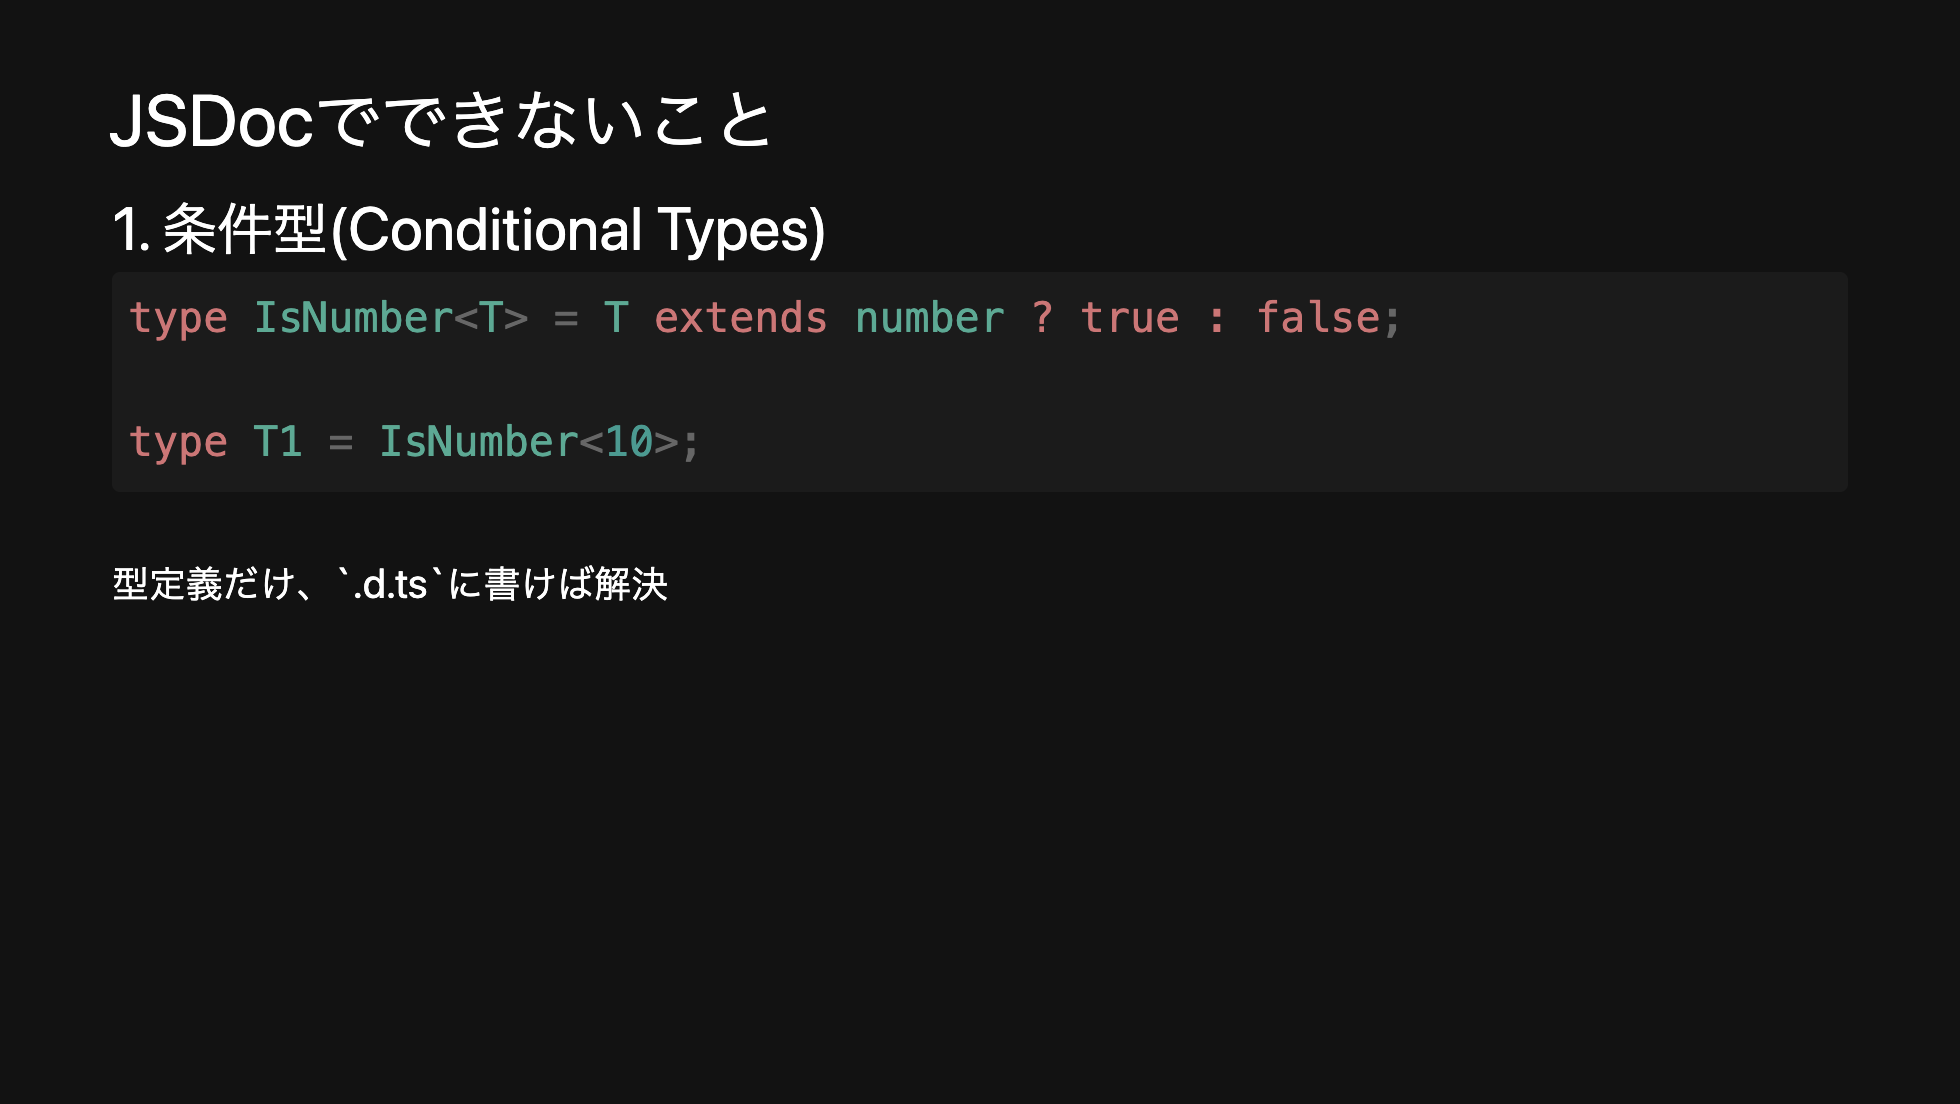 JSDocでできないこと
1. 条件型(Conditional Types)
type IsNumber<T> = T extends number ? true : false;
type T1 = IsNumber<10>;
型定義だけ、`.d.ts`に書けば解決